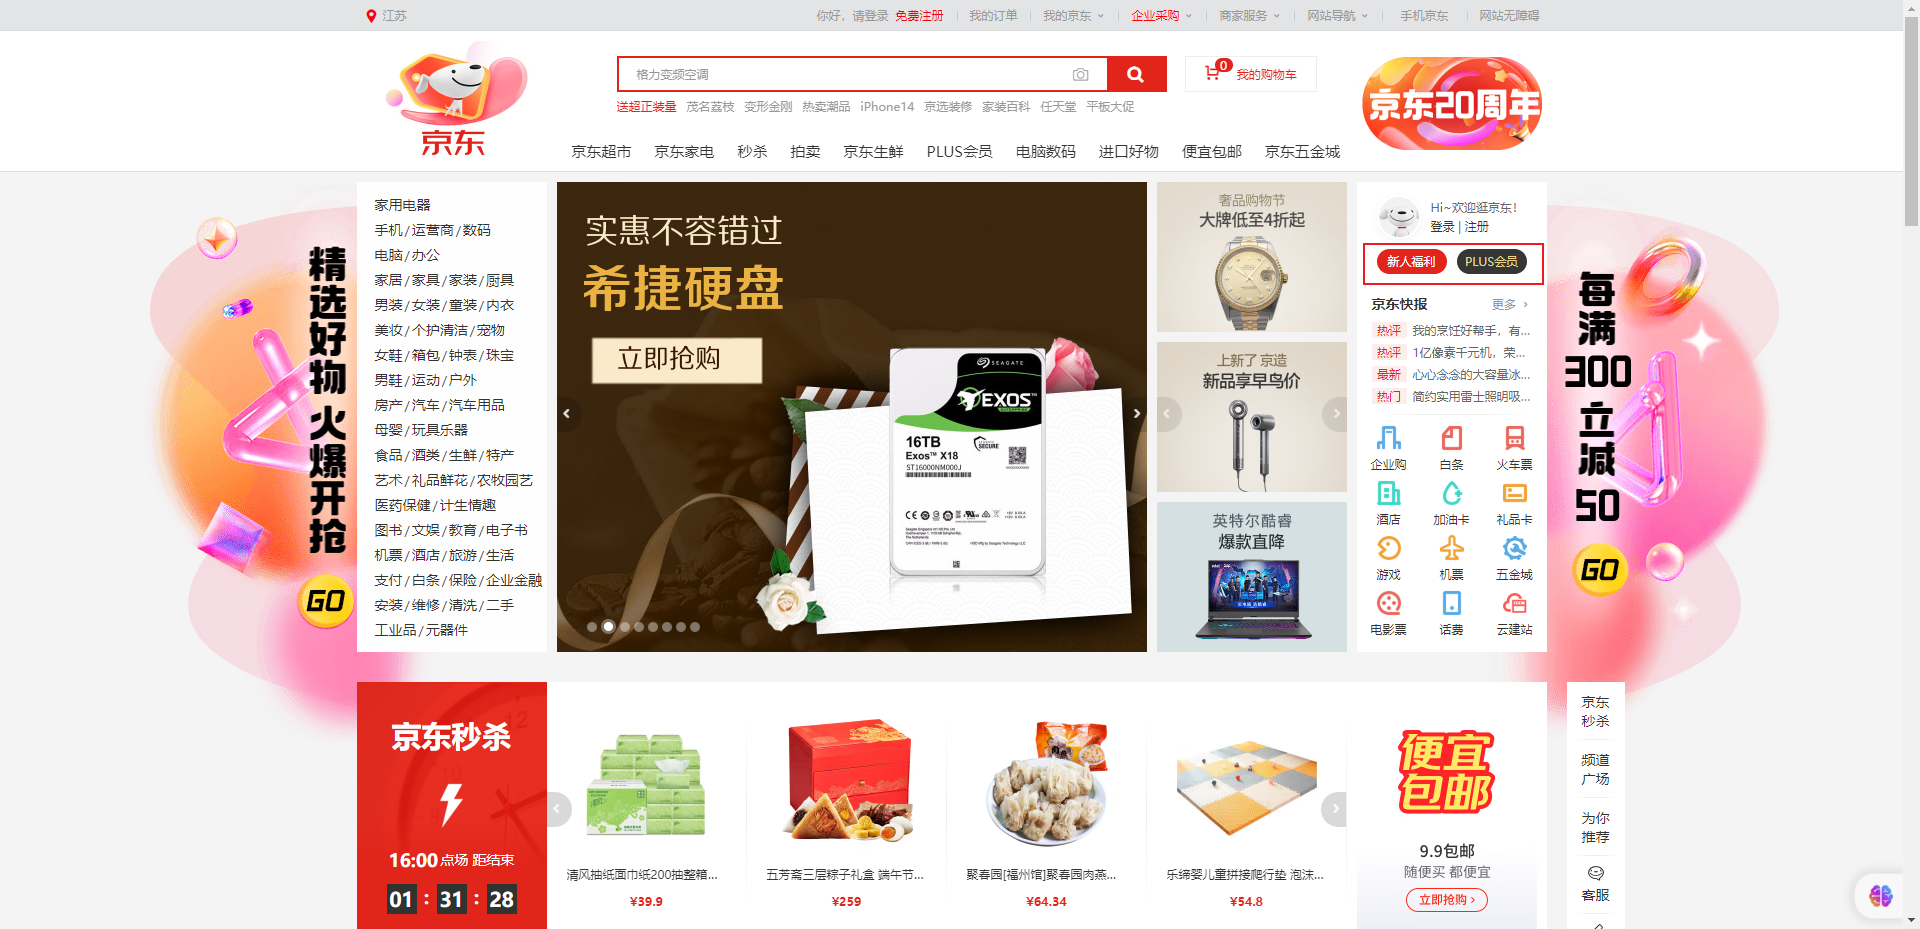 江苏
你好，请登录 免费注册 我的订单 我的京东 企业采购 商家服务 网站导航 手机京东 网站无障碍
京东
格力变频空调
0 我的购物车
送超正装量 茂名荔枝 变形金刚 热卖潮品 iPhone14 京选装修 家装百科 任天堂 平板大促
京东超市 京东家电 秒杀 拍卖 京东生鲜 PLUS会员 电脑数码 进口好物 便宜包邮 京东五金城
京东20周年
精选好物 火爆开抢
GO
家用电器
手机/运营商/数码
电脑/办公
家居/家具/家装/厨具
男装/女装/童装/内衣
美妆/个护清洁/宠物
女鞋/箱包/钟表/珠宝
男鞋/运动/户外
房产/汽车/汽车用品
母婴/玩具乐器
食品/酒类/生鲜/特产
艺术/礼品鲜花/农牧园艺
医药保健/计生情趣
图书/文娱/教育/电子书
机票/酒店/旅游/生活
支付/白条/保险/企业金融
安装/维修/清洗/二手
工业品/元器件
实惠不容错过
希捷硬盘
立即抢购
SEAGATE
EXOS
ENTERPRISE
16TB
Exos™ X18
ST16000NM000J
SEAGATE SECURE
奢品购物节
大牌低至4折起
上新了 京造
新品享早鸟价
英特尔酷睿
爆款直降
Hi~欢迎逛京东！
登录 | 注册
新人福利 PLUS会员
京东快报 更多
热评 我的烹饪好帮手，有...
热评 1亿像素千元机，荣...
最新 心心念念的大容量冰...
热门 简约实用雷士照明吸...
企业购 白条 火车票
酒店 加油卡 礼品卡
游戏 机票 五金城
电影票 话费 云建站
每满
300
立减
50
GO
京东秒杀
16:00 点场 距结束
01 : 31 : 28
清风抽纸面巾纸200抽整箱...
¥39.9
五芳斋三层粽子礼盒 端午节...
¥259
聚春园[福州馆]聚春园肉燕...
¥64.34
乐缔婴儿童拼接爬行垫 泡沫...
¥54.8
便宜
包邮
9.9包邮
随便买 都便宜
立即抢购
京东
秒杀
频道
广场
为你
推荐
客服